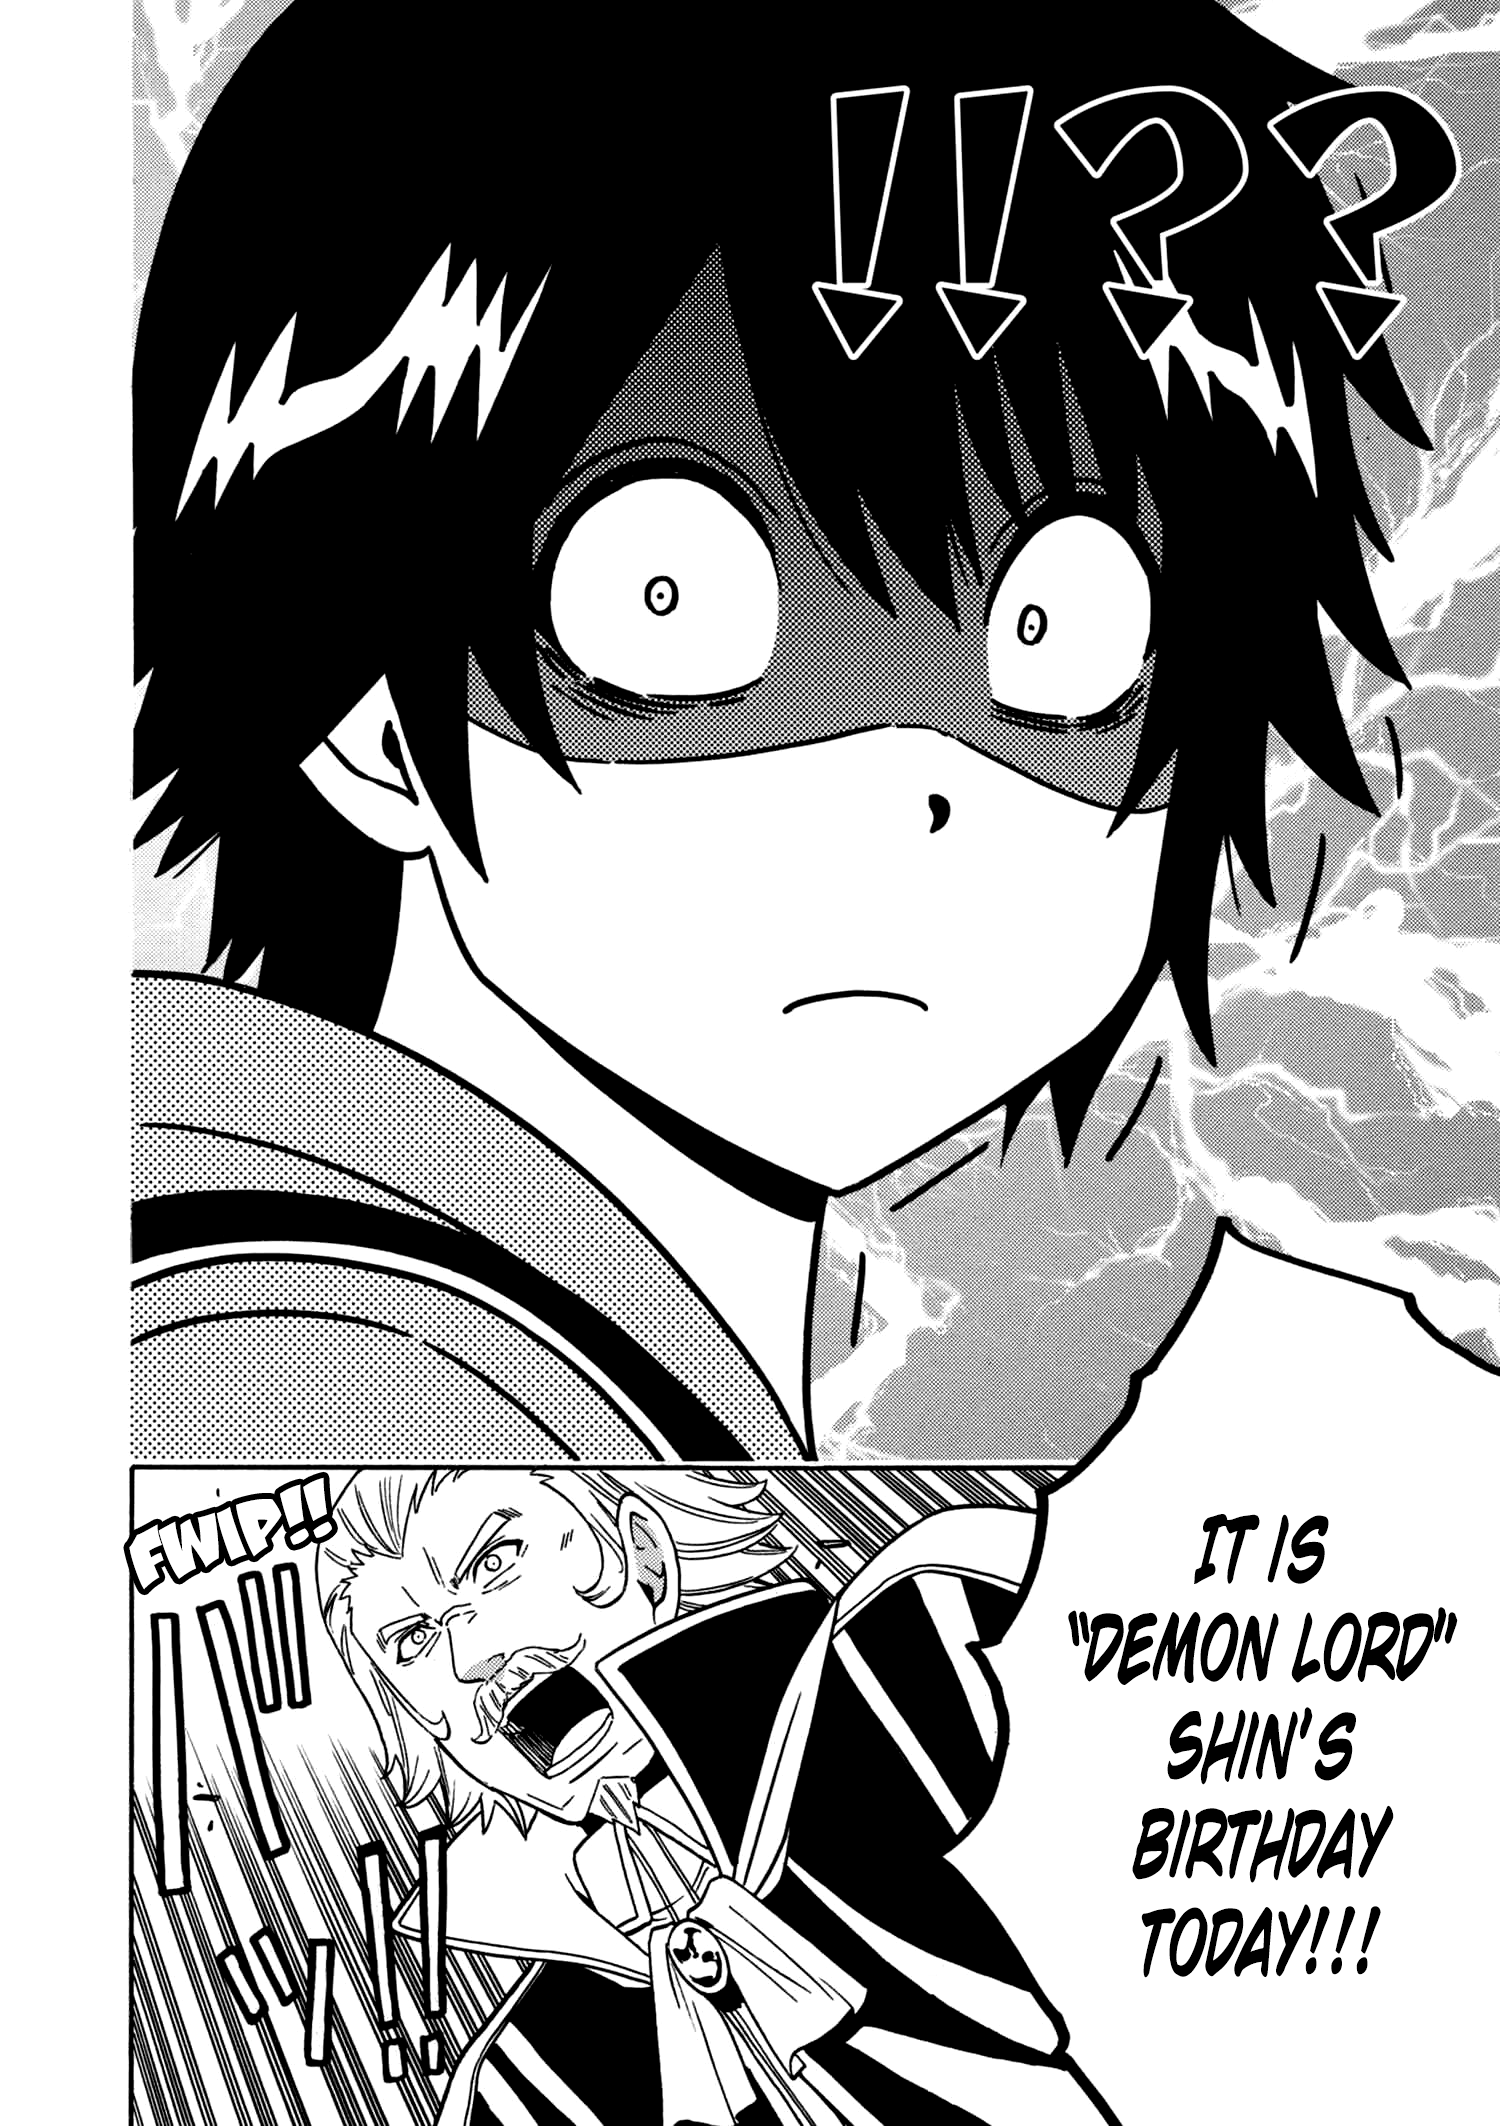 !!??
FWIP!!
IT IS
"DEMON LORD"
SHIN'S
BIRTHDAY
TODAY!!!